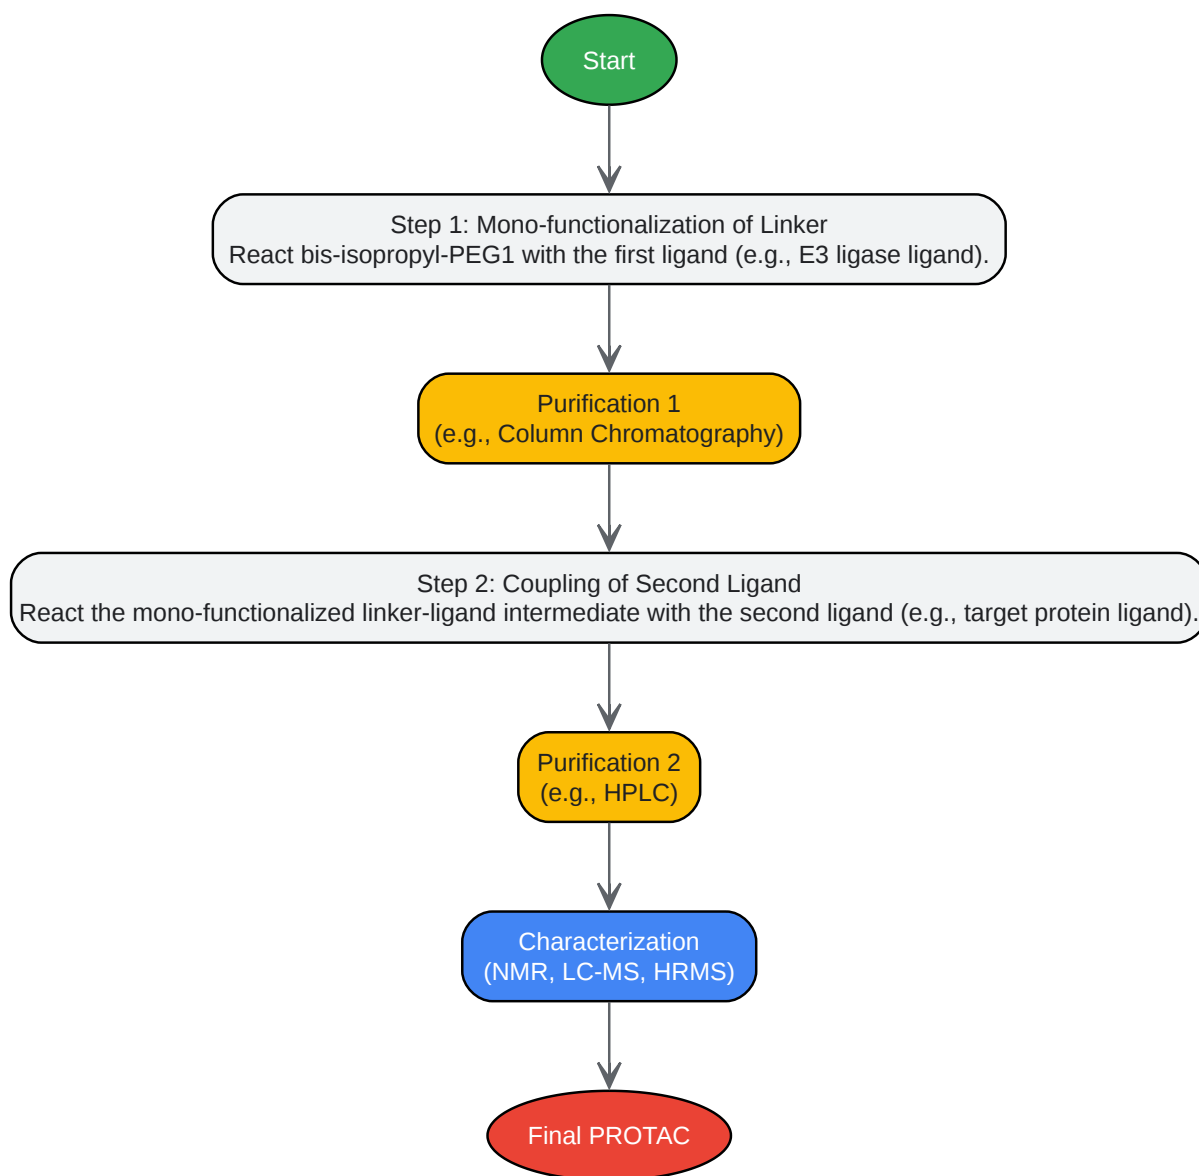 Start
Step 1: Mono-functionalization of Linker
React bis-isopropyl-PEG1 with the first ligand (e.g., E3 ligase ligand).
Purification 1
(e.g., Column Chromatography)
Step 2: Coupling of Second Ligand
React the mono-functionalized linker-ligand intermediate with the second ligand (e.g., target protein ligand).
Purification 2
(e.g., HPLC)
Characterization
(NMR, LC-MS, HRMS)
Final PROTAC